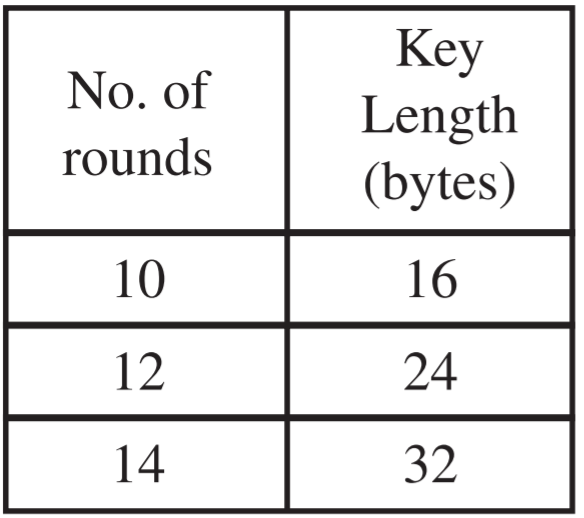 No. of
rounds
Key
Length
(bytes)
10
16
12
24
14
32